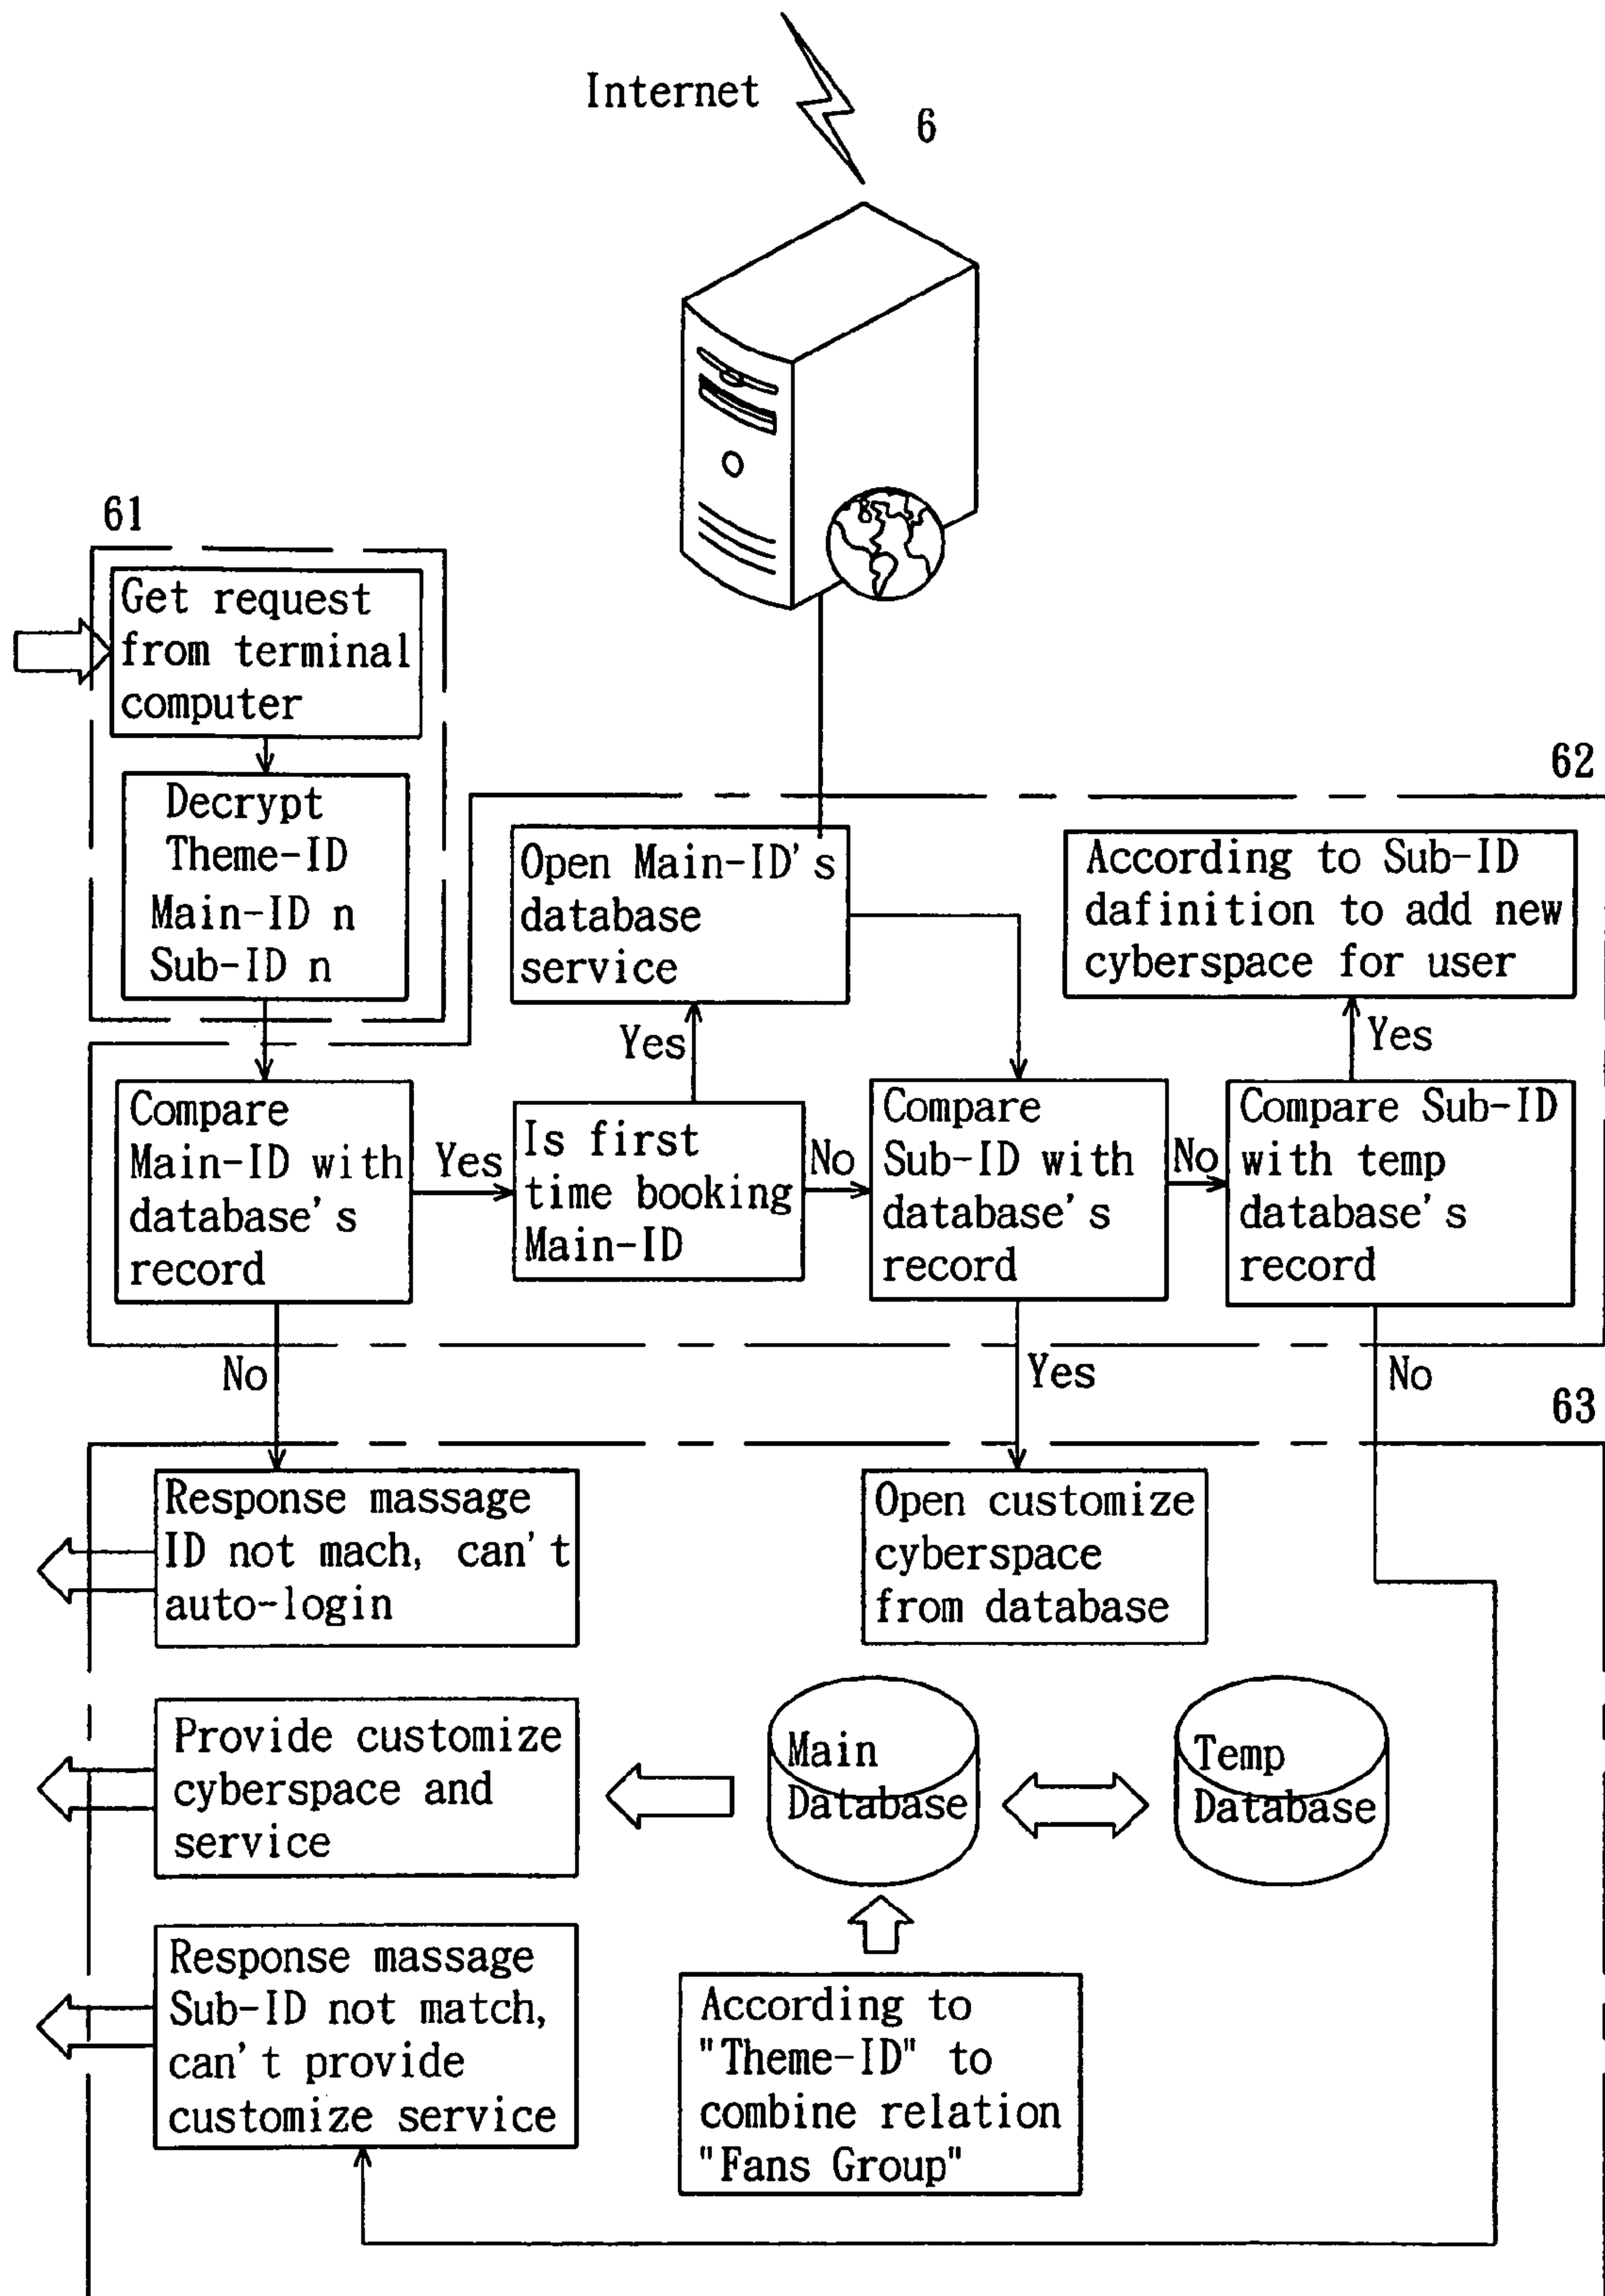 Internet
6
61
Get request
from terminal
computer
Decrypt
Theme-ID
Main-ID n
Sub-ID n
62
Open Main-ID's
database
service
According to Sub-ID
dafinition to add new
cyberspace for user
Yes
Yes
Compare
Main-ID with
database's
record
Yes
Is first
time booking
Main-ID
No
Compare
Sub-ID with
database's
record
No
Compare Sub-ID
with temp
database's
record
No
Yes
No
63
Response massage
ID not mach, can't
auto-login
Open customize
cyberspace
from database
Provide customize
cyberspace and
service
Main
Database
Temp
Database
Response massage
Sub-ID not match,
can't provide
customize service
According to
"Theme-ID" to
combine relation
"Fans Group"